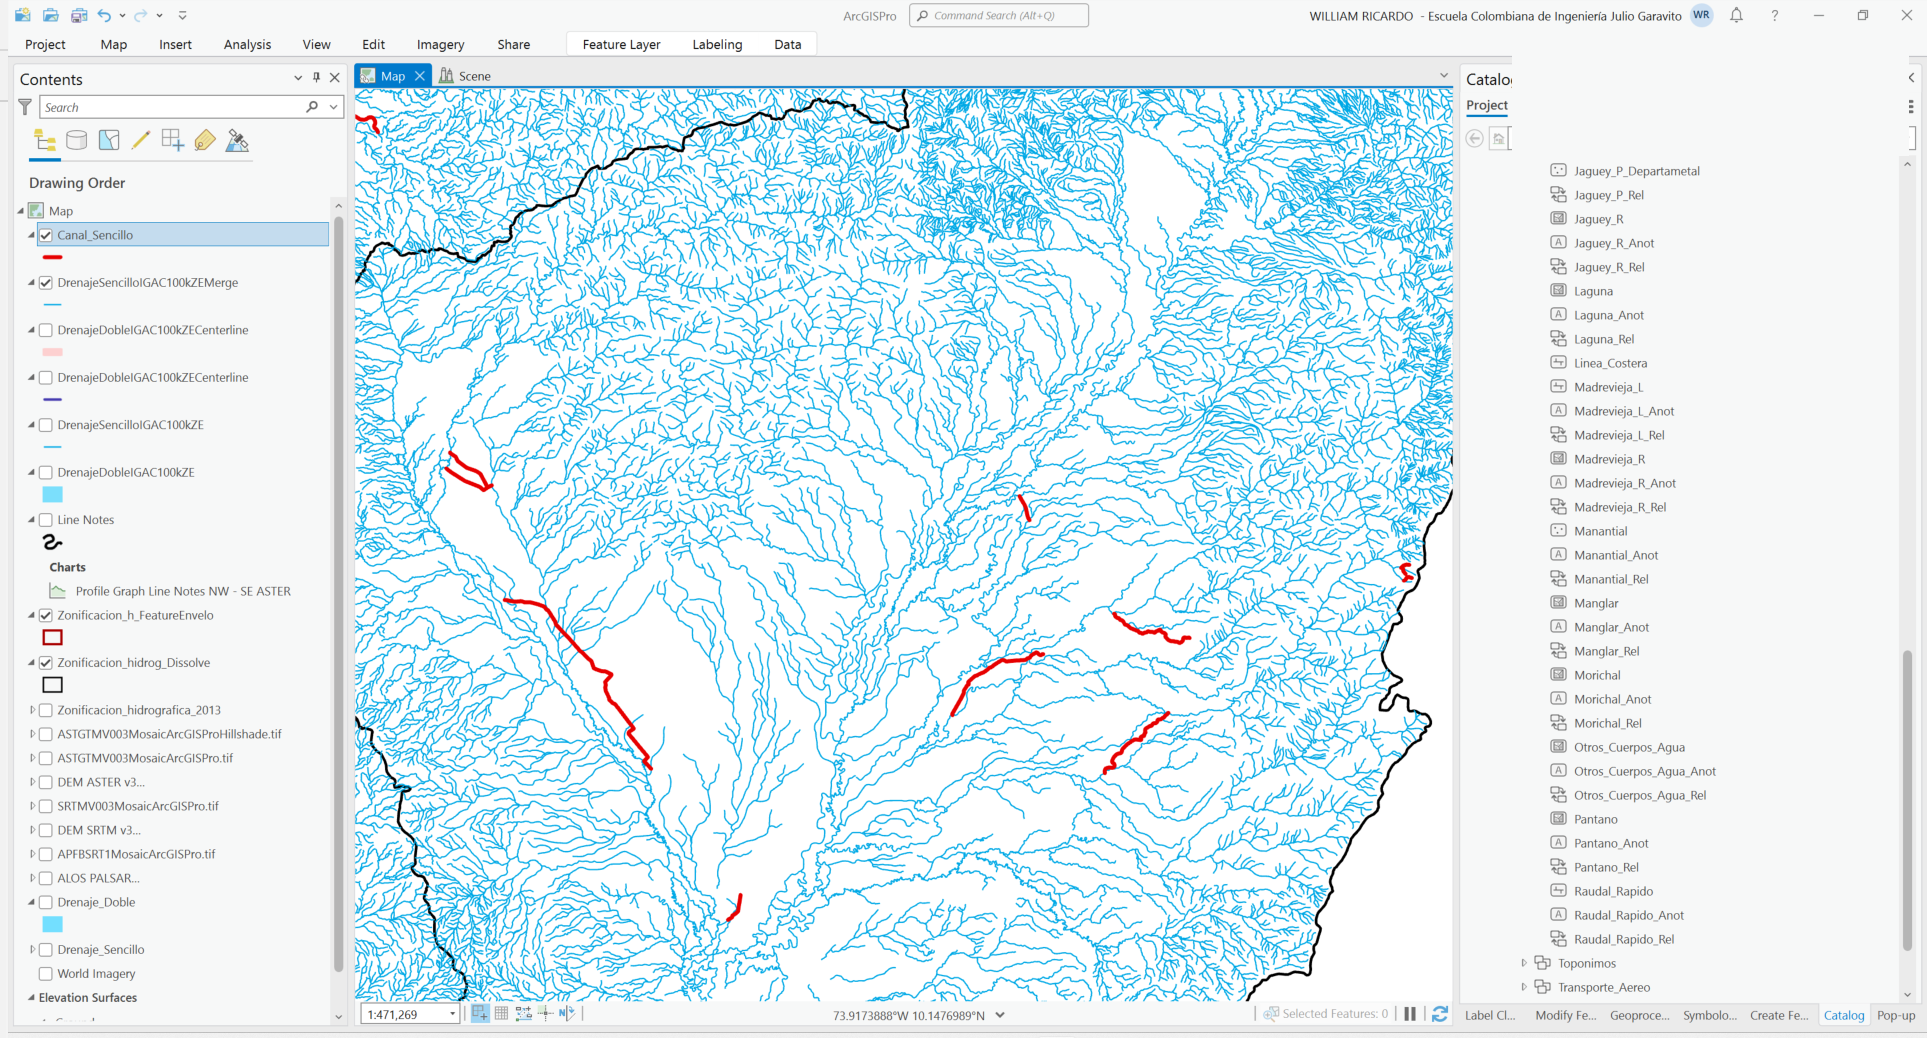 ArcGISPro
Command Search (Alt+Q)
WILLIAM RICARDO - Escuela Colombiana de Ingeniería Julio Garavito
WR
?
Project Map Insert Analysis View Edit Imagery Share Feature Layer Labeling Data
Contents
Search
Drawing Order
Map
Canal_Sencillo
DrenajeSencilloIGAC100kZEMerge
DrenajeDobleIGAC100kZECenterline
DrenajeDobleIGAC100kZECenterline
DrenajeSencilloIGAC100kZE
DrenajeDobleIGAC100kZE
Line Notes
Charts
Profile Graph Line Notes NW - SE ASTER
Zonificacion_h_FeatureEnvelo
Zonificacion_hidrog_Dissolve
Zonificacion_hidrografica_2013
ASTGTMV003MosaicArcGISProHillshade.tif
ASTGTMV003MosaicArcGISPro.tif
DEM ASTER v3...
SRTMV003MosaicArcGISPro.tif
DEM SRTM v3...
APFBSRT1MosaicArcGISPro.tif
ALOS PALSAR...
Drenaje_Doble
Drenaje_Sencillo
World Imagery
Elevation Surfaces
Map Scene
1:471,269
73.9173888°W 10.1476989°N
Selected Features: 0
Catalo
Project
Jaguey_P_Departametal
Jaguey_P_Rel
Jaguey_R
Jaguey_R_Anot
Jaguey_R_Rel
Laguna
Laguna_Anot
Laguna_Rel
Linea_Costera
Madrevieja_L
Madrevieja_L_Anot
Madrevieja_L_Rel
Madrevieja_R
Madrevieja_R_Anot
Madrevieja_R_Rel
Manantial
Manantial_Anot
Manantial_Rel
Manglar
Manglar_Anot
Manglar_Rel
Morichal
Morichal_Anot
Morichal_Rel
Otros_Cuerpos_Agua
Otros_Cuerpos_Agua_Anot
Otros_Cuerpos_Agua_Rel
Pantano
Pantano_Anot
Pantano_Rel
Raudal_Rapido
Raudal_Rapido_Anot
Raudal_Rapido_Rel
Toponimos
Transporte_Aereo
Label Cl... Modify Fe... Geoproce... Symbolo... Create Fe... Catalog Pop-up